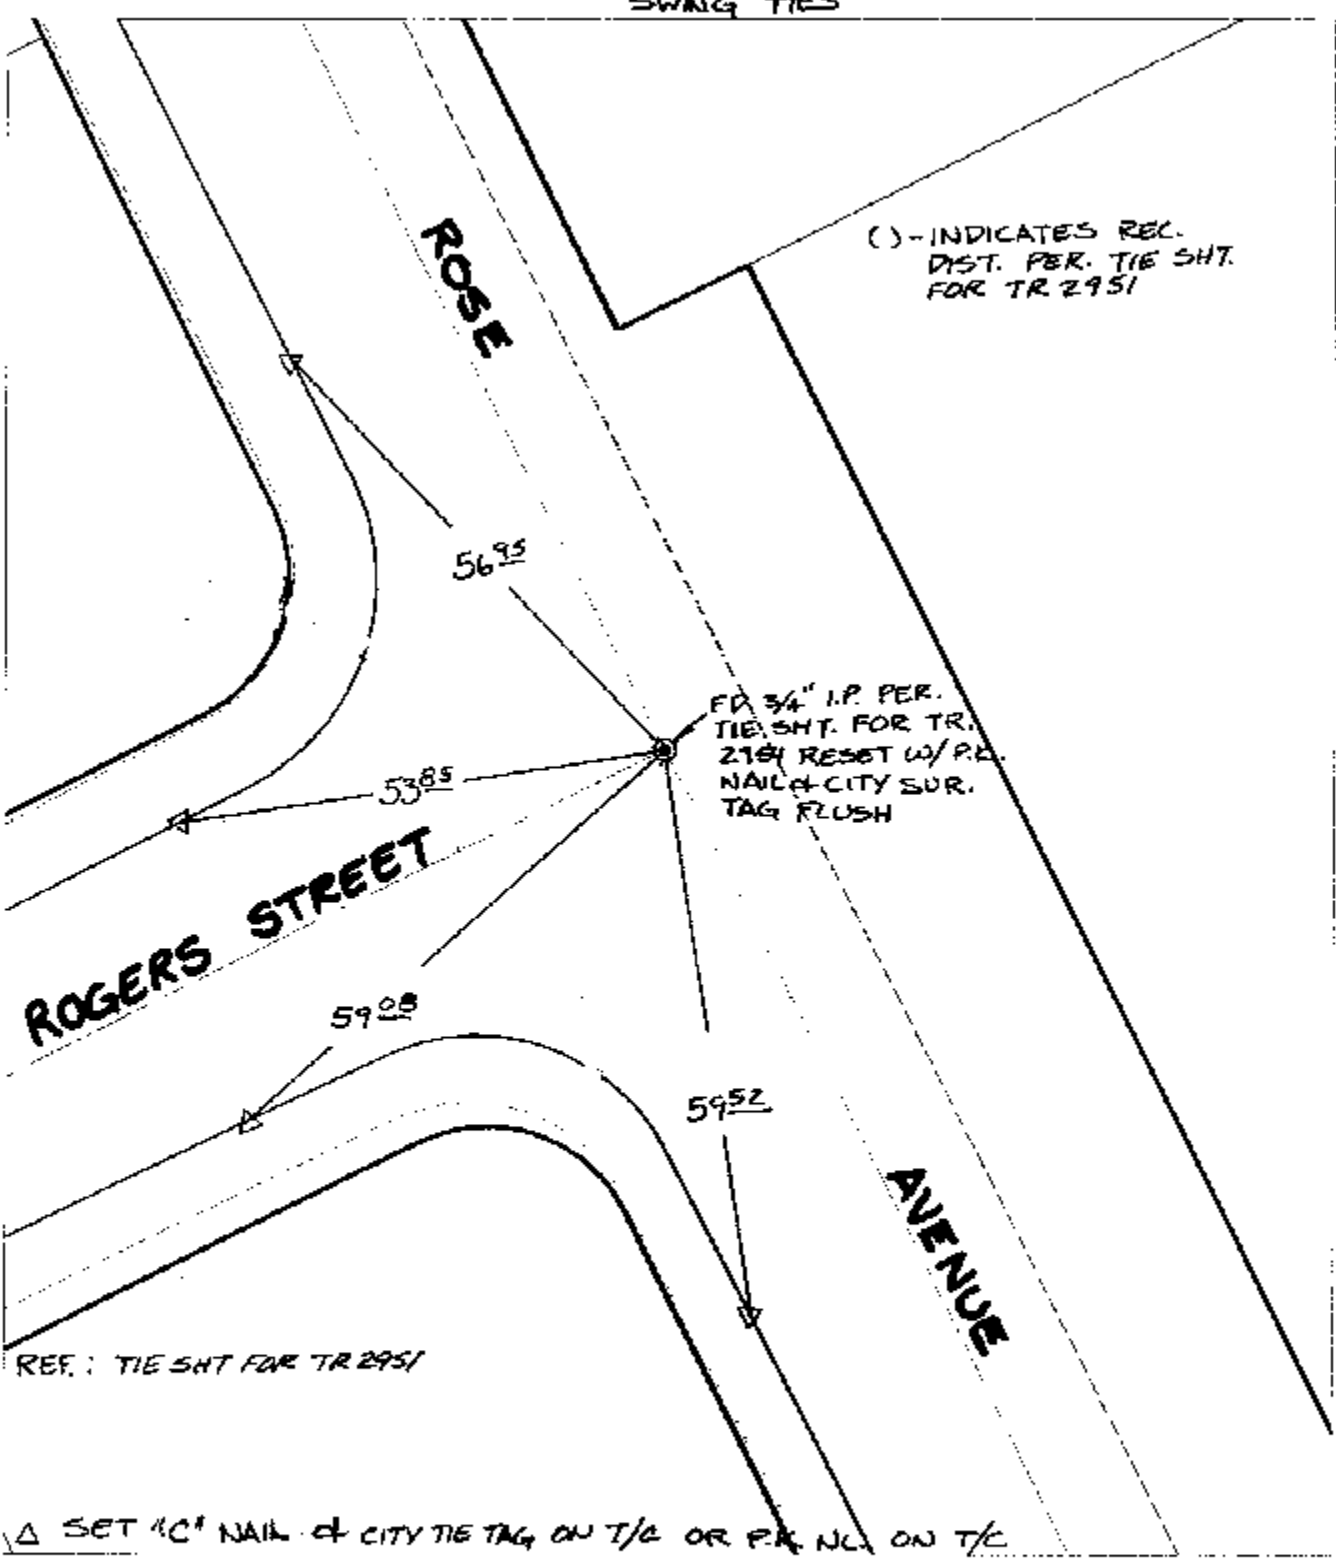 SWING TIES
ROSE
( ) - INDICATES REC.
DIST. PER. TIE SHT.
FOR TR 2951
56 95
FD 3/4" I.P. PER.
TIE SHT. FOR TR.
RESET W/ P.K.
NAIL & CITY SUR.
TAG FLUSH
53 85
ROGERS STREET
59 08
59 52
AVENUE
REF.: TIE SHT FOR TR 2951
△ SET "C" NAIL & CITY TIE TAG ON T/C OR P.K. NL. ON T/C